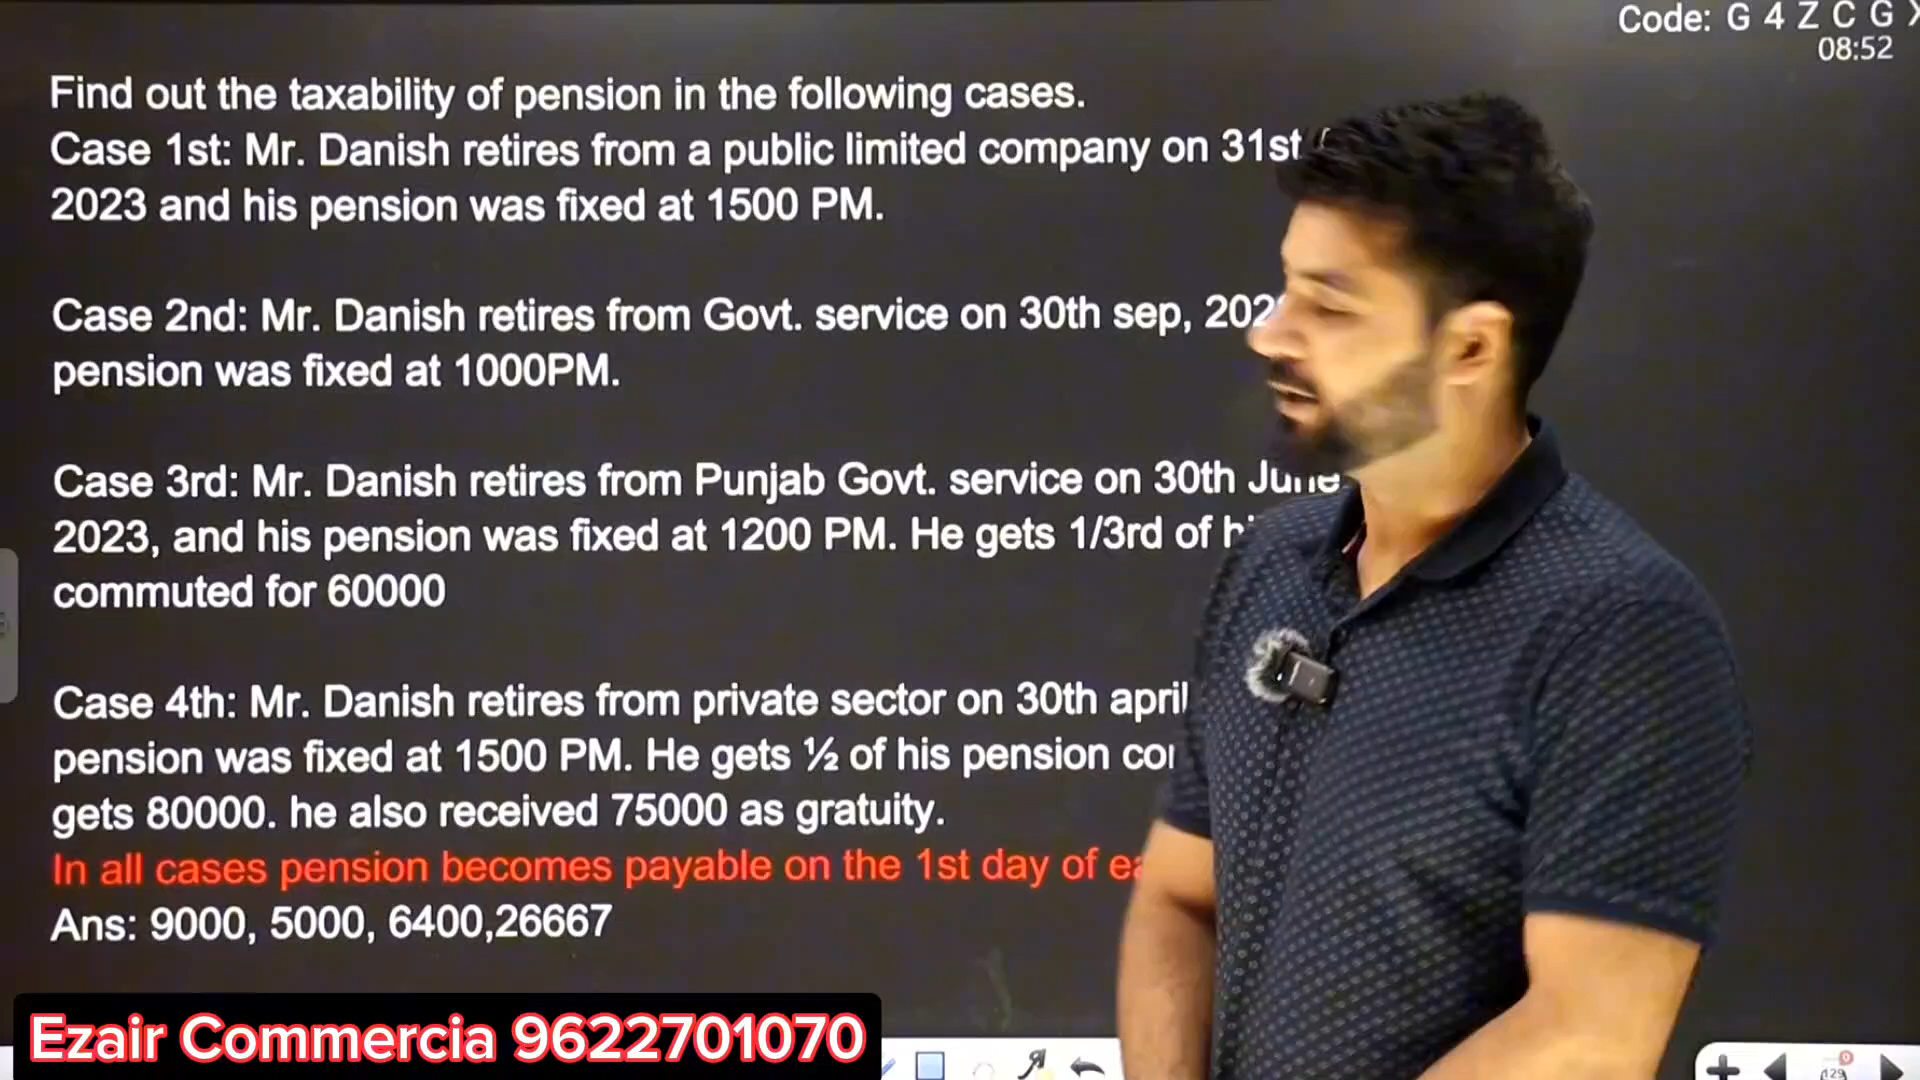 Code: G 4 Z C G
08:52
Find out the taxability of pension in the following cases.
Case 1st: Mr. Danish retires from a public limited company on 31st
2023 and his pension was fixed at 1500 PM.
Case 2nd: Mr. Danish retires from Govt. service on 30th sep,
pension was fixed at 1000PM.
Case 3rd: Mr. Danish retires from Punjab Govt. service on 30th June
2023, and his pension was fixed at 1200 PM. He gets 1/3rd of
commuted for 60000
Case 4th: Mr. Danish retires from private sector on 30th april
pension was fixed at 1500 PM. He gets ½ of his pension
gets 80000. he also received 75000 as gratuity.
In all cases pension becomes payable on the 1st day of
Ans: 9000, 5000, 6400,26667
Ezair Commercia 9622701070